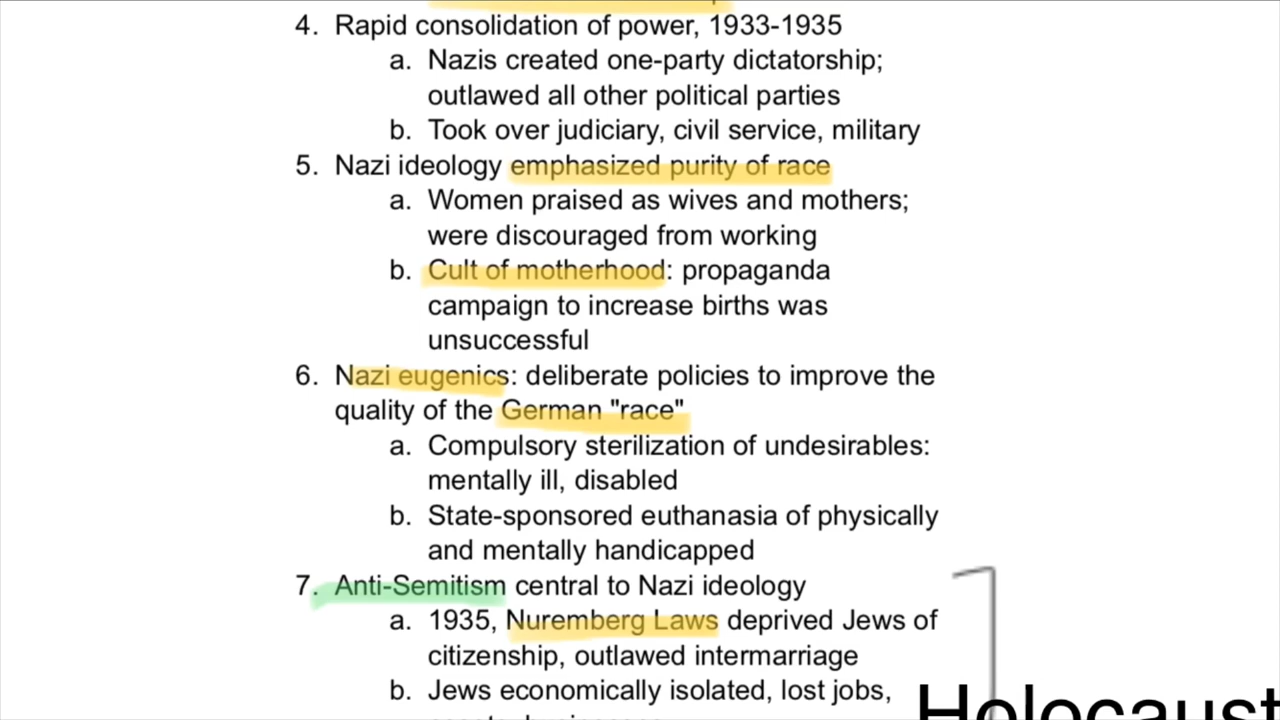 4. Rapid consolidation of power, 1933-1935
a. Nazis created one-party dictatorship;
outlawed all other political parties
b. Took over judiciary, civil service, military
5. Nazi ideology emphasized purity of race
a. Women praised as wives and mothers;
were discouraged from working
b. Cult of motherhood: propaganda
campaign to increase births was
unsuccessful
6. Nazi eugenics: deliberate policies to improve the
quality of the German "race"
a. Compulsory sterilization of undesirables:
mentally ill, disabled
b. State-sponsored euthanasia of physically
and mentally handicapped
7. Anti-Semitism central to Nazi ideology
a. 1935, Nuremberg Laws deprived Jews of
citizenship, outlawed intermarriage
b. Jews economically isolated, lost jobs,
Holocaust